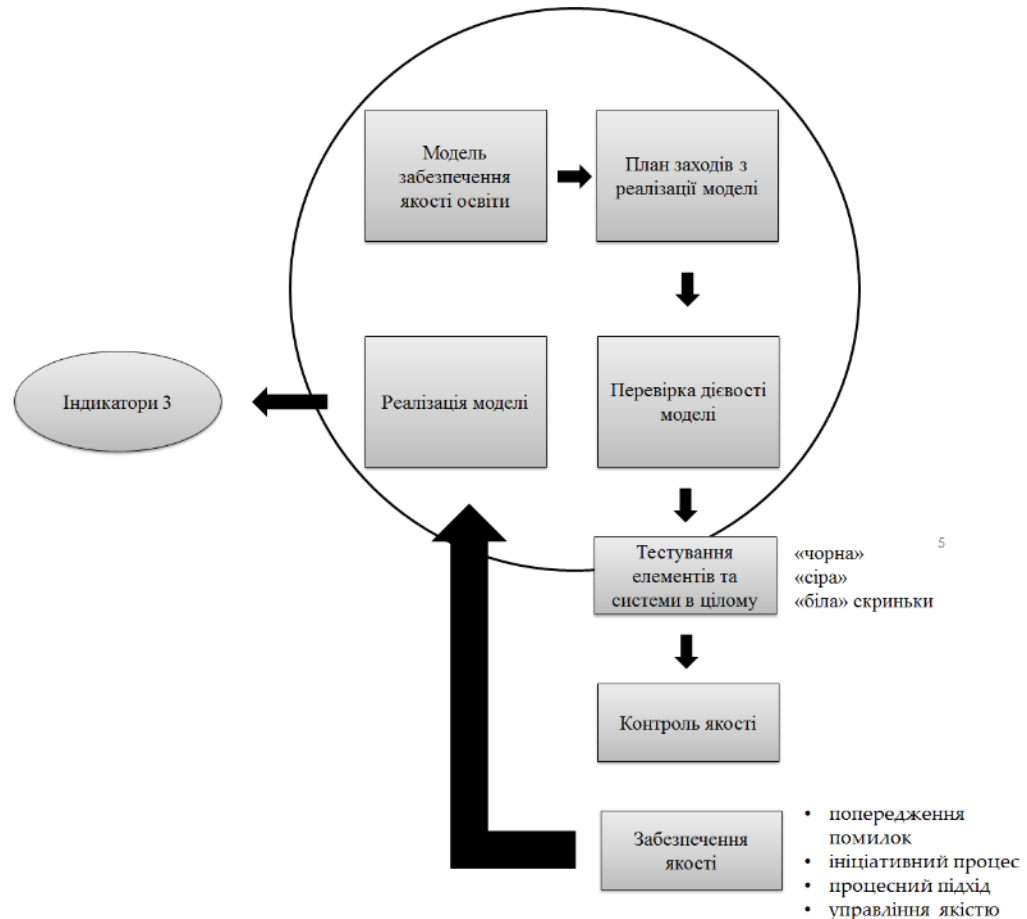 Модель
забезпечення
якості освіти
План заходів з
реалізації моделі
Індикатори 3
Реалізація моделі
Перевірка дієвості
моделі
Тестування
елементів та
системи в цілому
«чорна»
«сіра»
«біла» скриньки
5
Контроль якості
Забезпечення
якості
• попередження
помилок
• ініціативний процес
• процесний підхід
• управління якістю